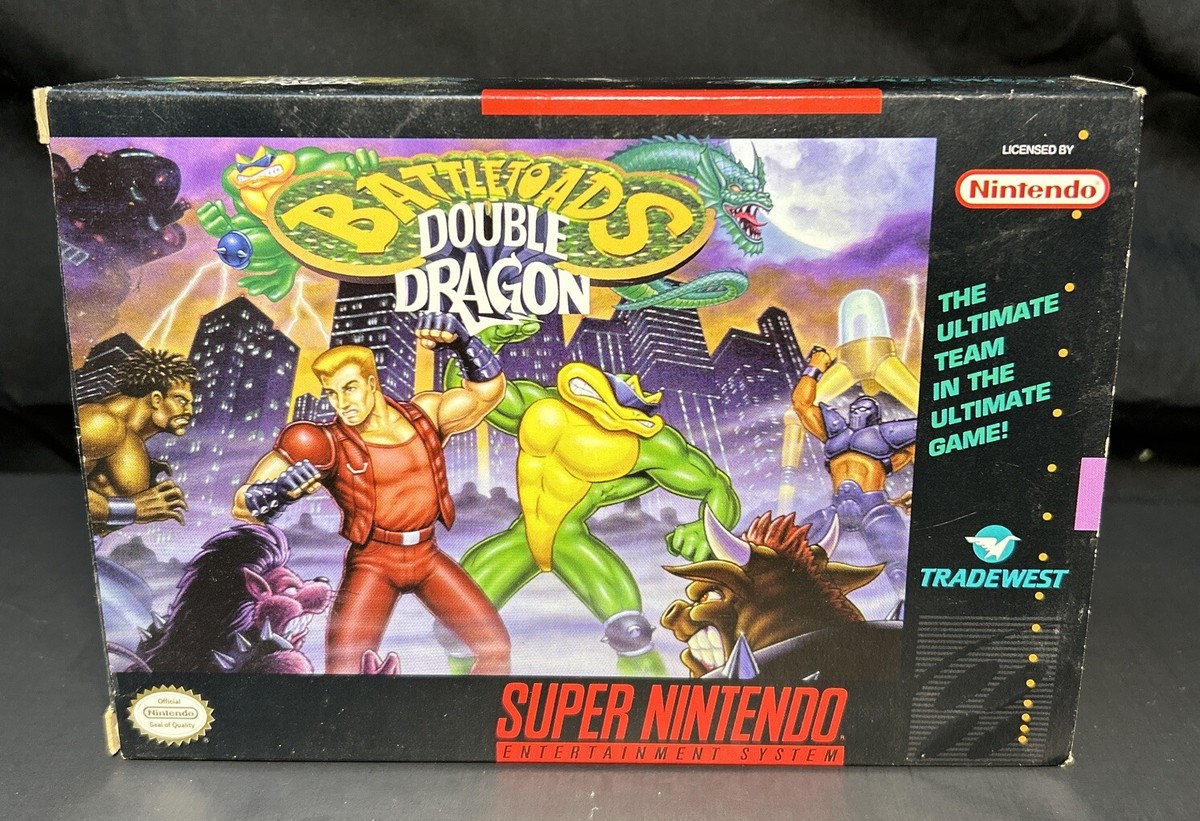 BATTLETOADS
DOUBLE
DRAGON
LICENSED BY
Nintendo®
THE
ULTIMATE
TEAM
IN THE
ULTIMATE
GAME!
TRADEWEST
Official
Nintendo
Seal of Quality
SUPER NINTENDO
ENTERTAINMENT SYSTEM